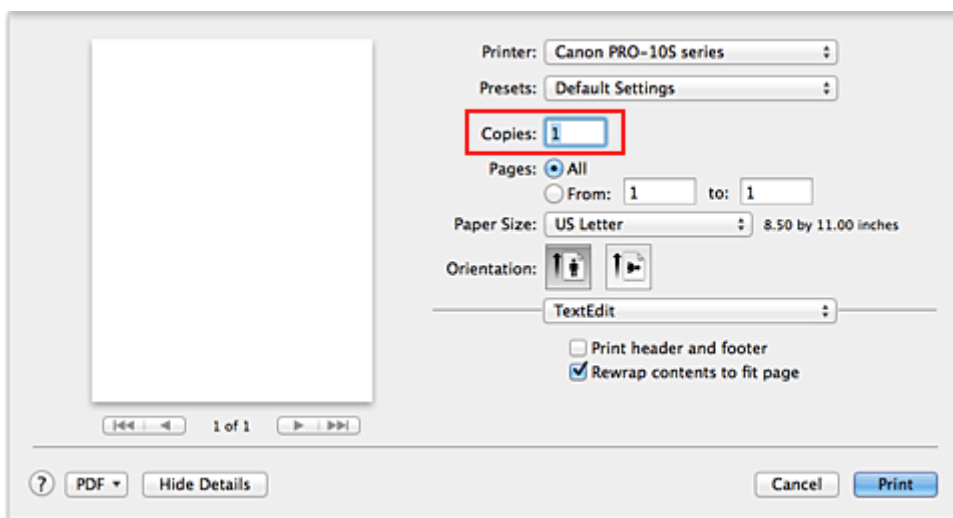 Printer: Canon PRO-10S series
Presets: Default Settings
Copies: 1
Pages: All
From: 1 to: 1
Paper Size: US Letter 8.50 by 11.00 inches
Orientation:
TextEdit
Print header and footer
Rewrap contents to fit page
1 of 1
? PDF Hide Details Cancel Print